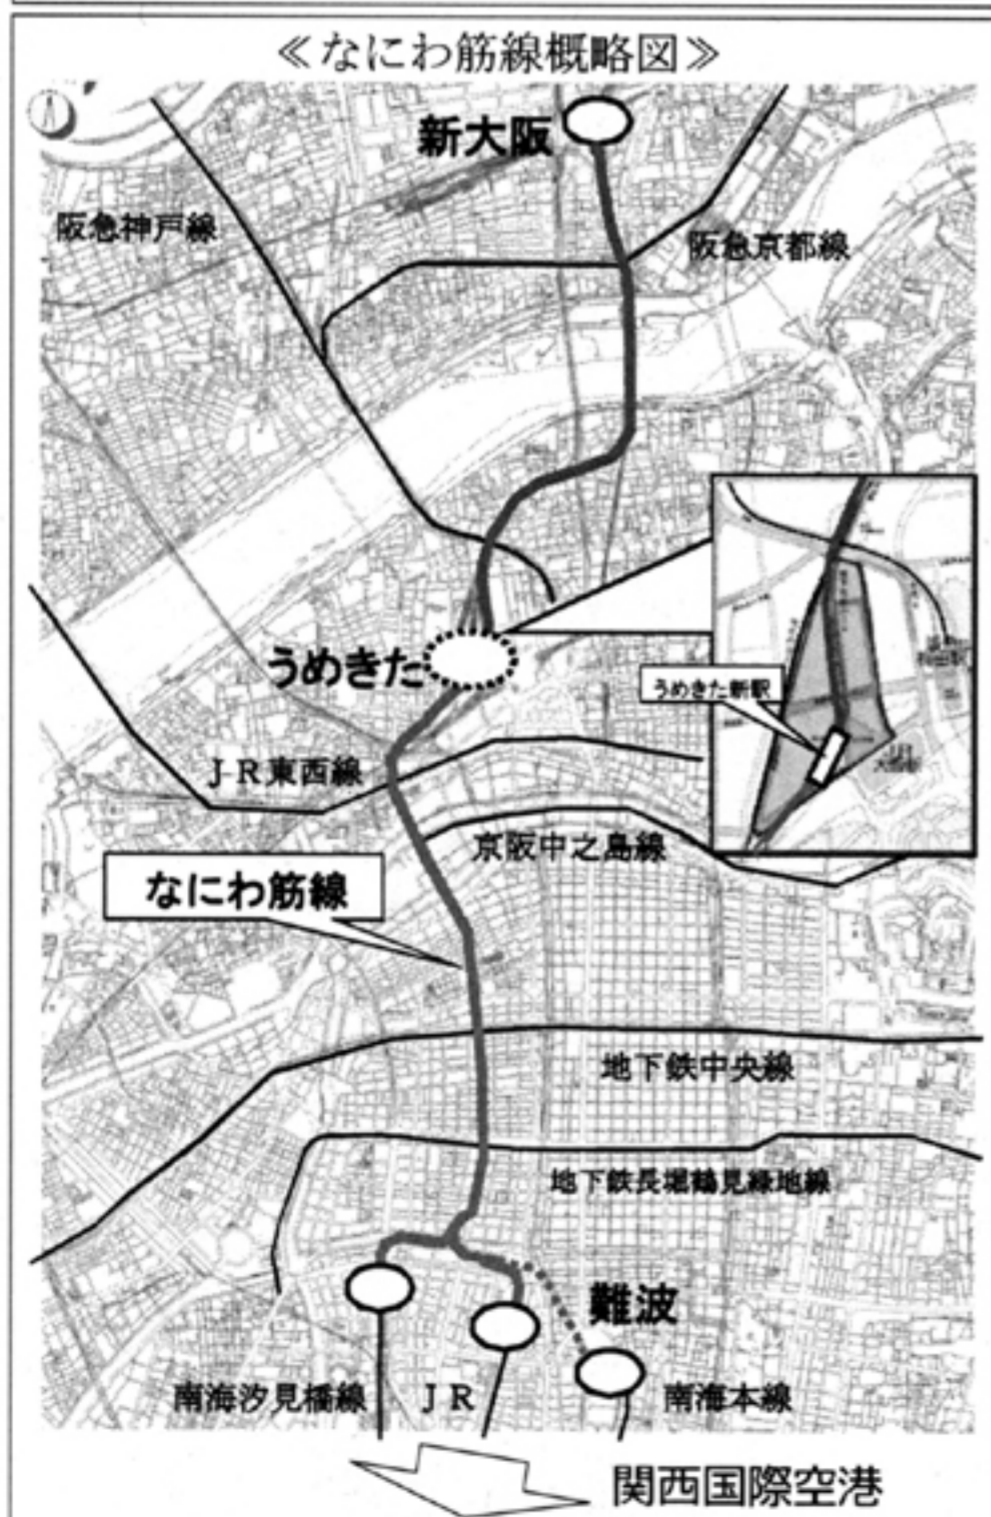 ≪なにわ筋線概略図≫
新大阪
阪急神戸線
阪急京都線
うめきた
うめきた新駅
JR東西線
京阪中之島線
なにわ筋線
地下鉄中央線
地下鉄長堀鶴見緑地線
難波
南海汐見橋線
JR
南海本線
関西国際空港